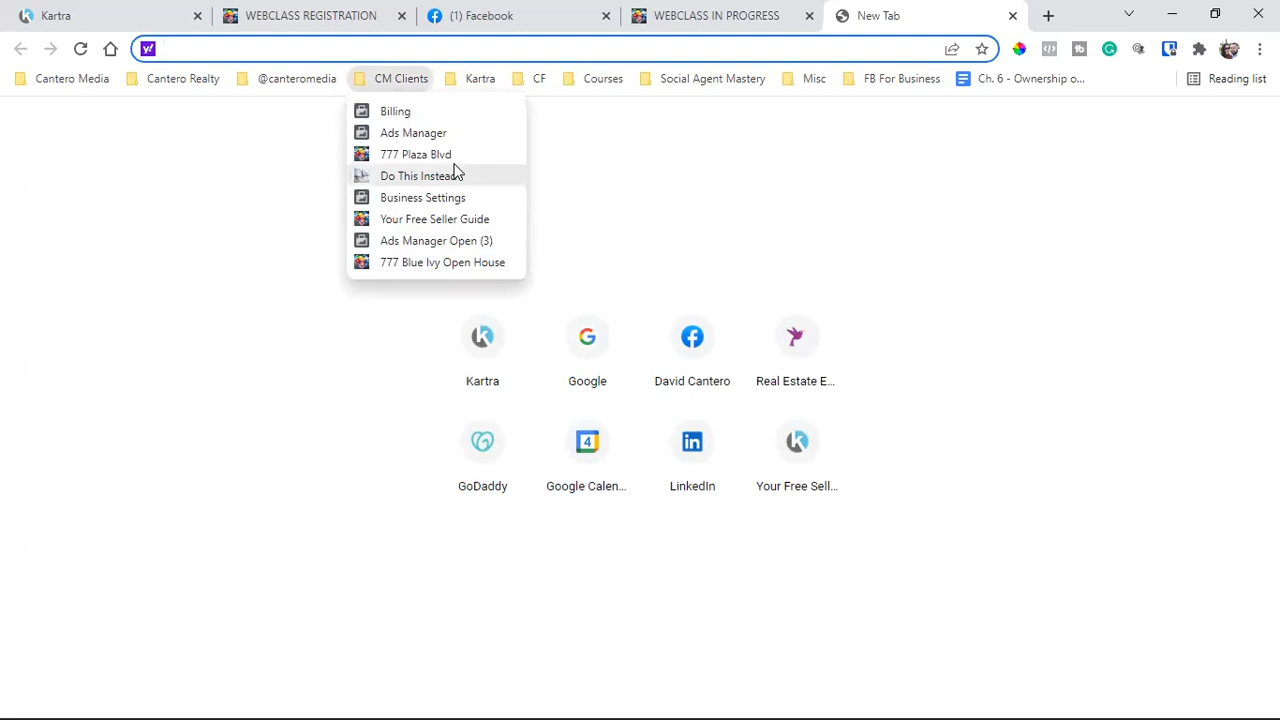 Kartra
WEBCLASS REGISTRATION
(1) Facebook
WEBCLASS IN PROGRESS
New Tab
y!
Cantero Media
Cantero Realty
@canteromedia
CM Clients
Kartra
CF
Courses
Social Agent Mastery
Misc
FB For Business
Ch. 6 - Ownership o...
Reading list
Billing
Ads Manager
777 Plaza Blvd
Do This Instead
Business Settings
Your Free Seller Guide
Ads Manager Open (3)
777 Blue Ivy Open House
Kartra
Google
David Cantero
Real Estate E...
4
GoDaddy
Google Calen...
LinkedIn
Your Free Sell...